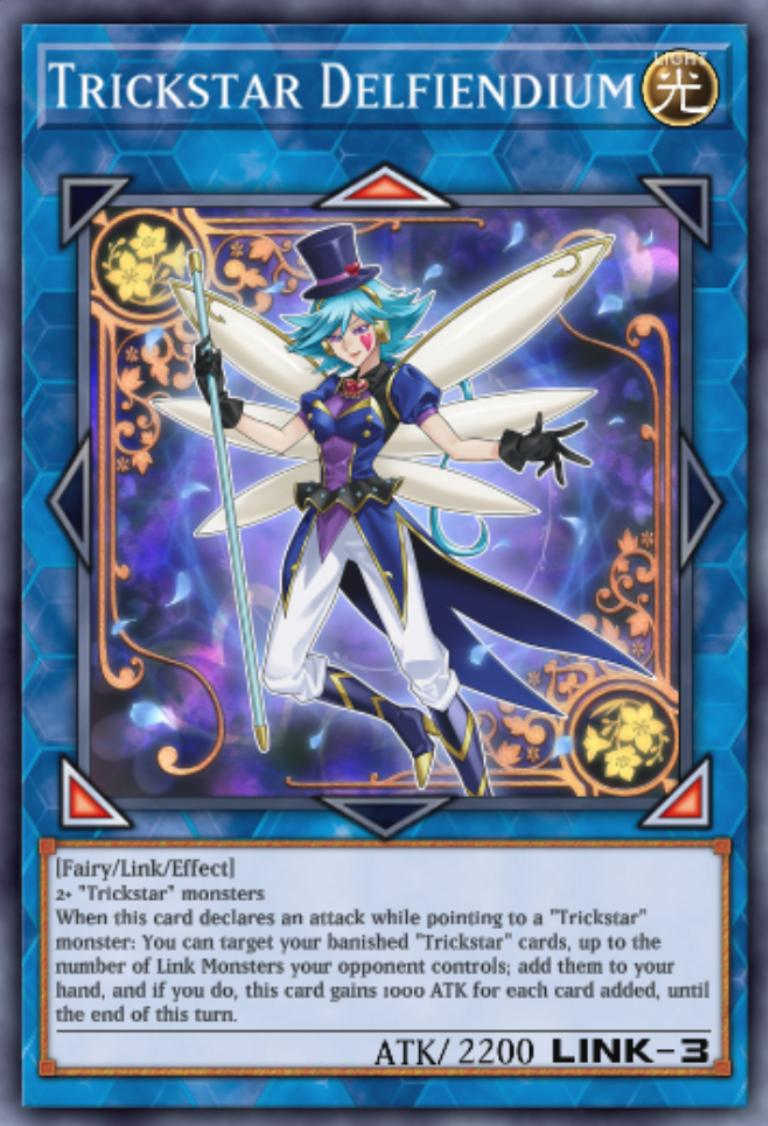 TRICKSTAR DELFIENDIUM
LIGHT
光
[Fairy/Link/Effect]
2+ "Trickstar" monsters
When this card declares an attack while pointing to a "Trickstar"
monster: You can target your banished "Trickstar" cards, up to the
number of Link Monsters your opponent controls; add them to your
hand, and if you do, this card gains 1000 ATK for each card added, until
the end of this turn.
ATK/ 2200 LINK-3